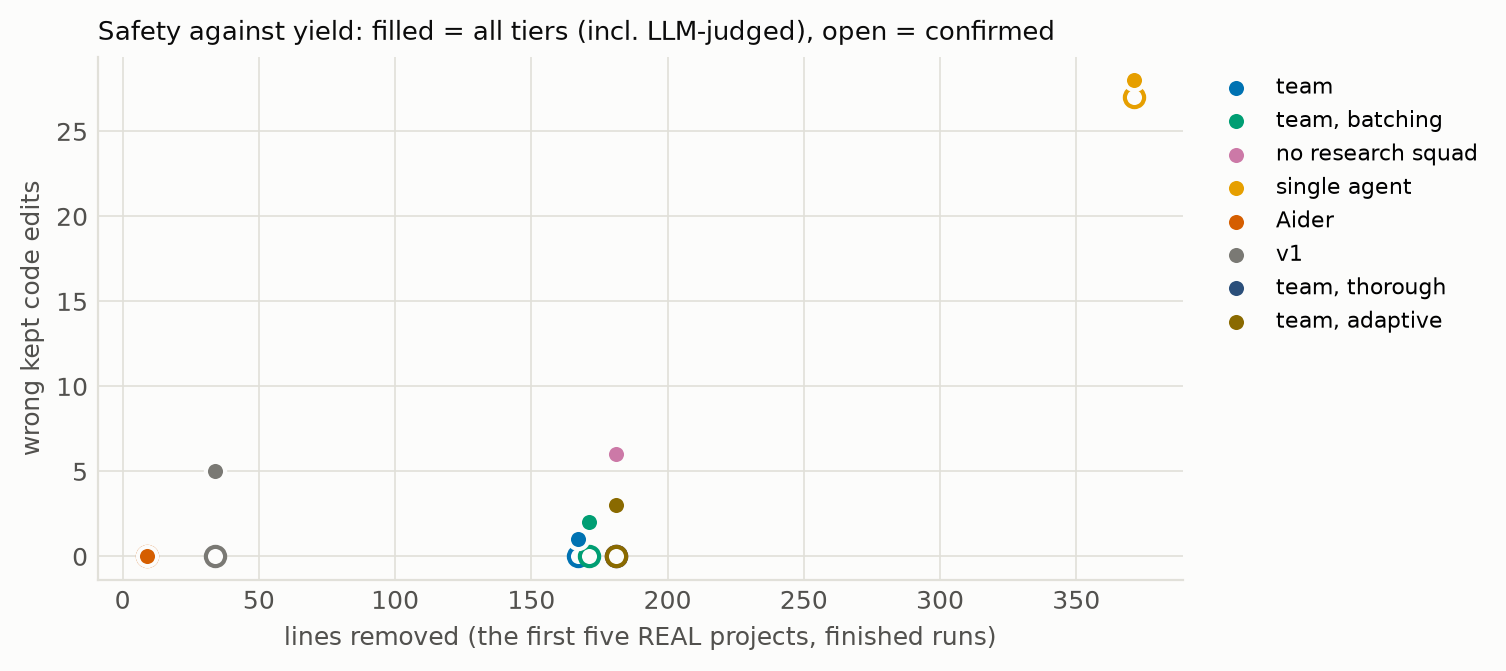 Safety against yield: filled = all tiers (incl. LLM-judged), open = confirmed
wrong kept code edits
25
20
15
10
5
0
0 50 100 150 200 250 300 350
lines removed (the first five REAL projects, finished runs)
team
team, batching
no research squad
single agent
Aider
v1
team, thorough
team, adaptive